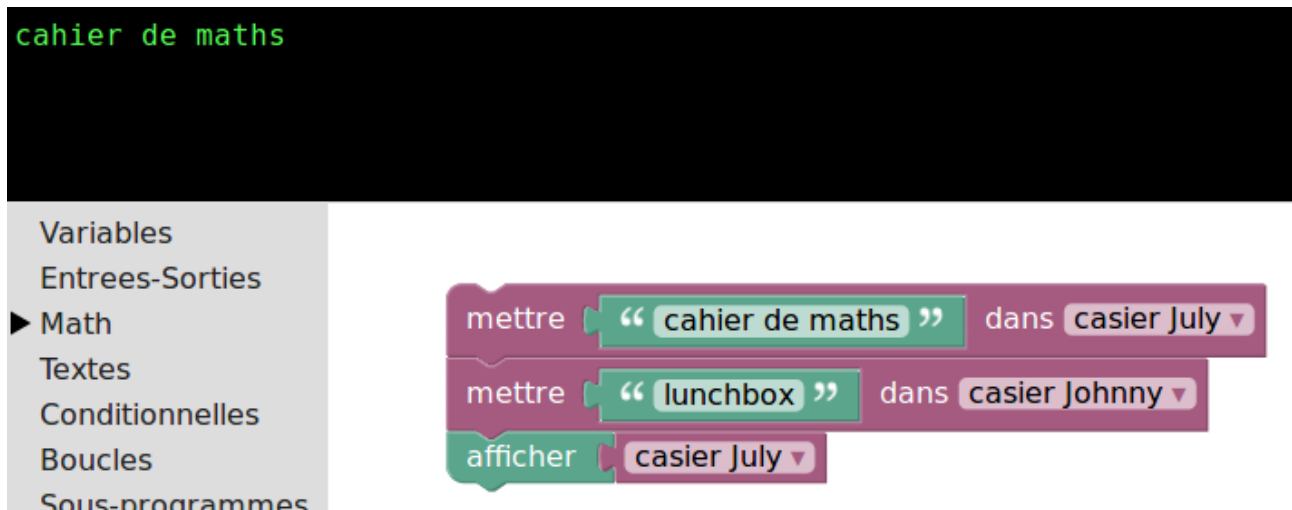 cahier de maths
Variables
Entrees-Sorties
Math
Textes
Conditionnelles
Boucles
Sous-programmes
mettre “ cahier de maths ” dans casier July
mettre “ lunchbox ” dans casier Johnny
afficher casier July